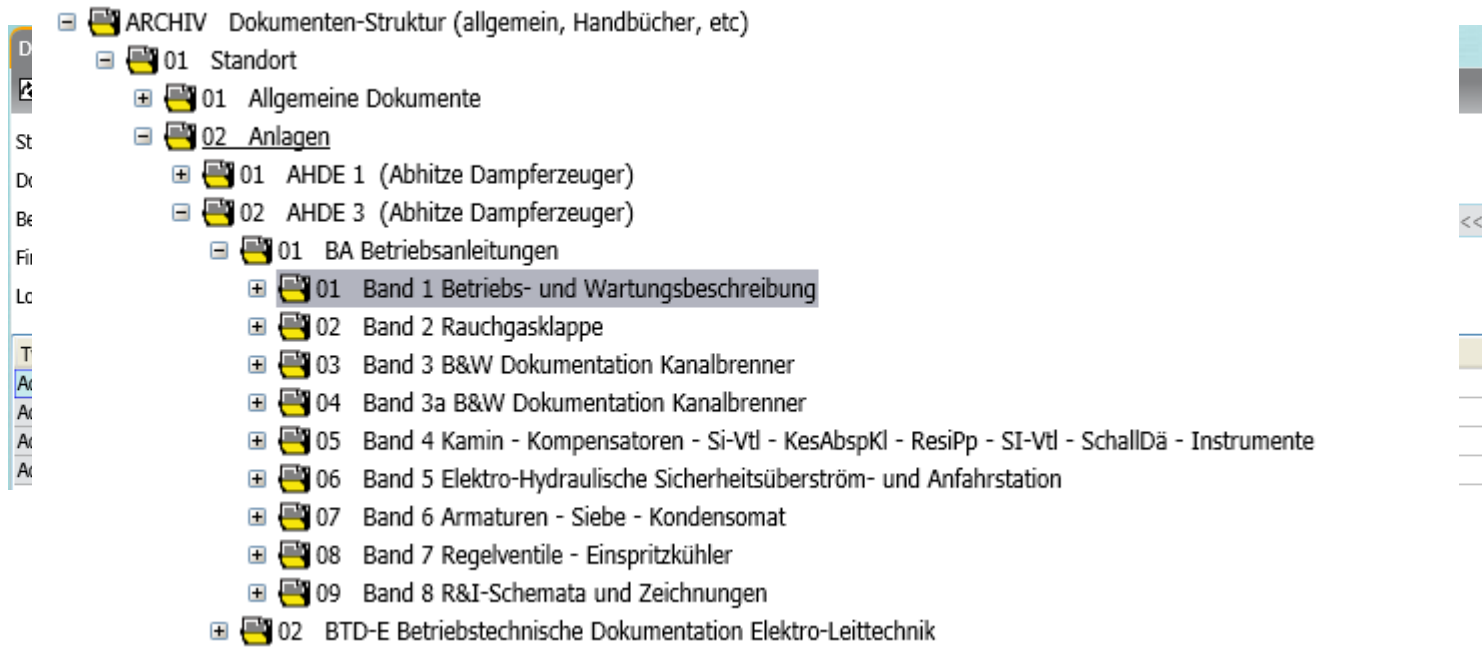 ARCHIV Dokumenten-Struktur (allgemein, Handbücher, etc)
01 Standort
01 Allgemeine Dokumente
02 Anlagen
01 AHDE 1 (Abhitze Dampferzeuger)
02 AHDE 3 (Abhitze Dampferzeuger)
01 BA Betriebsanleitungen
01 Band 1 Betriebs- und Wartungsbeschreibung
02 Band 2 Rauchgasklappe
03 Band 3 B&W Dokumentation Kanalbrenner
04 Band 3a B&W Dokumentation Kanalbrenner
05 Band 4 Kamin - Kompensatoren - Si-Vtl - KesAbspKl - ResiPp - SI-Vtl - SchallDä - Instrumente
06 Band 5 Elektro-Hydraulische Sicherheitsüberström- und Anfahrstation
07 Band 6 Armaturen - Siebe - Kondensomat
08 Band 7 Regelventile - Einspritzkühler
09 Band 8 R&I-Schemata und Zeichnungen
02 BTD-E Betriebstechnische Dokumentation Elektro-Leittechnik